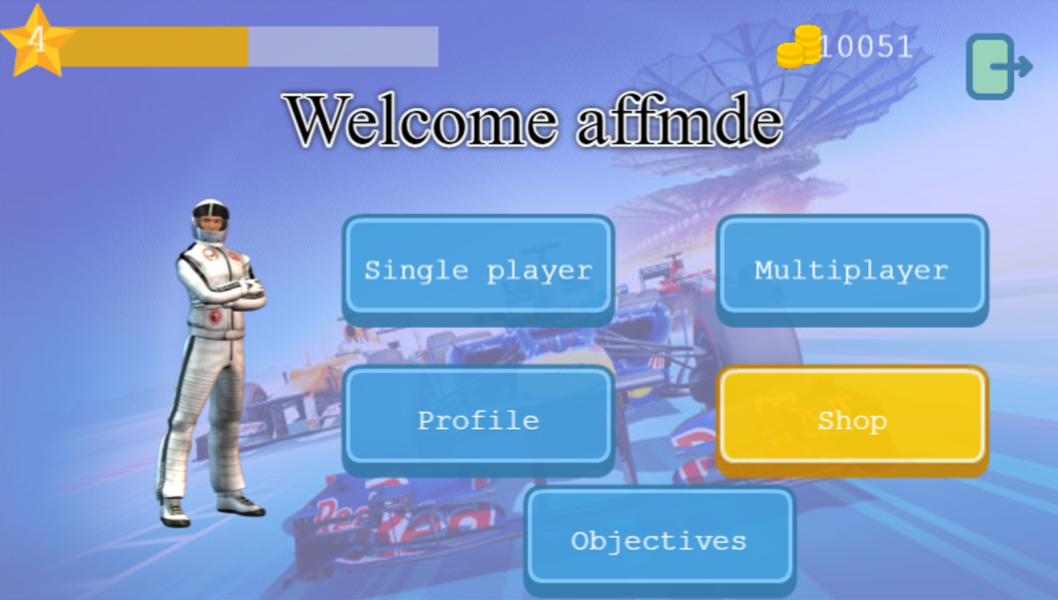 4
10051
Welcome affmde
Single player
Multiplayer
Profile
Shop
Objectives